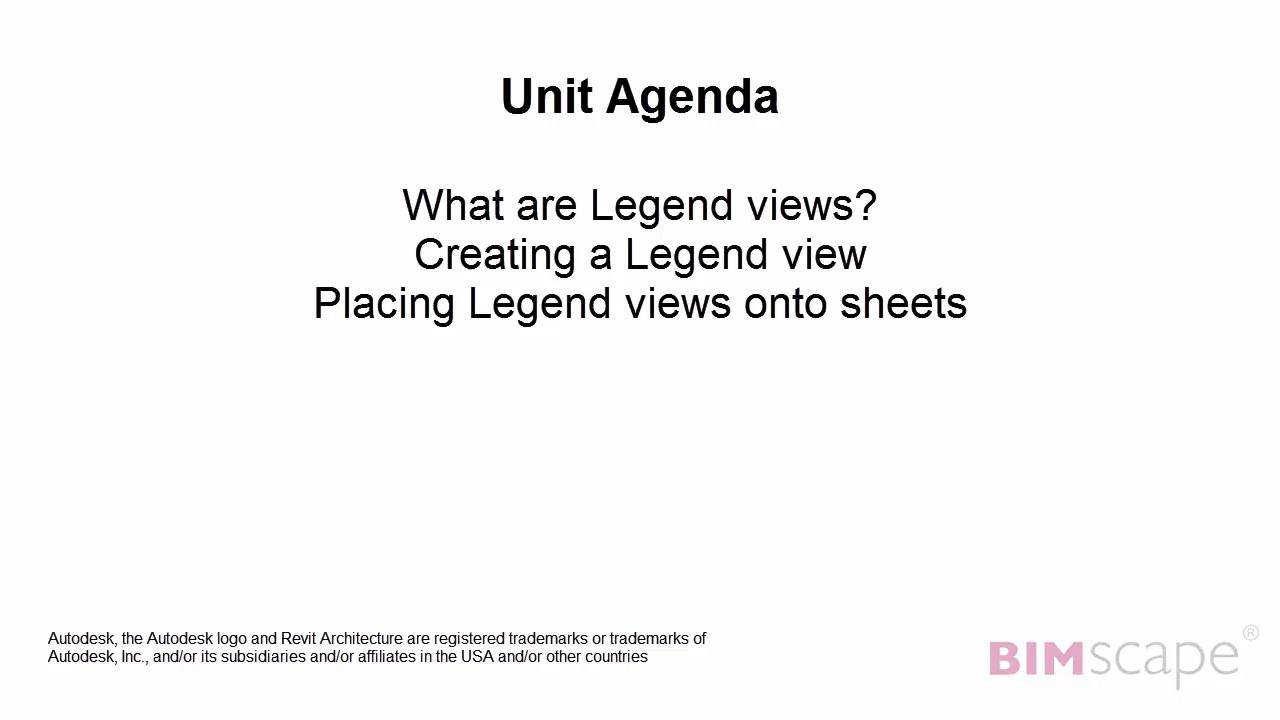 Unit Agenda
What are Legend views?
Creating a Legend view
Placing Legend views onto sheets
Autodesk, the Autodesk logo and Revit Architecture are registered trademarks or trademarks of
Autodesk, Inc., and/or its subsidiaries and/or affiliates in the USA and/or other countries
BIMscape®